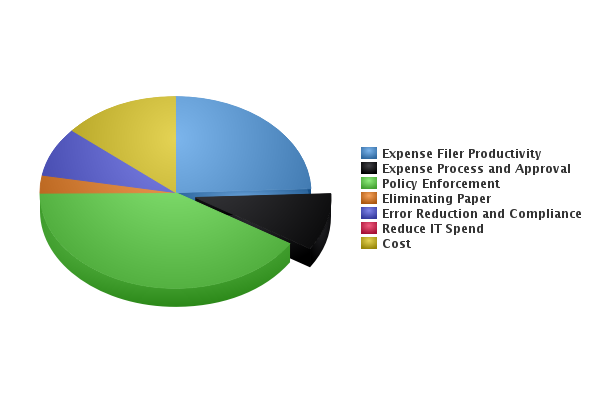 Expense Filer Productivity
Expense Process and Approval
Policy Enforcement
Eliminating Paper
Error Reduction and Compliance
Reduce IT Spend
Cost